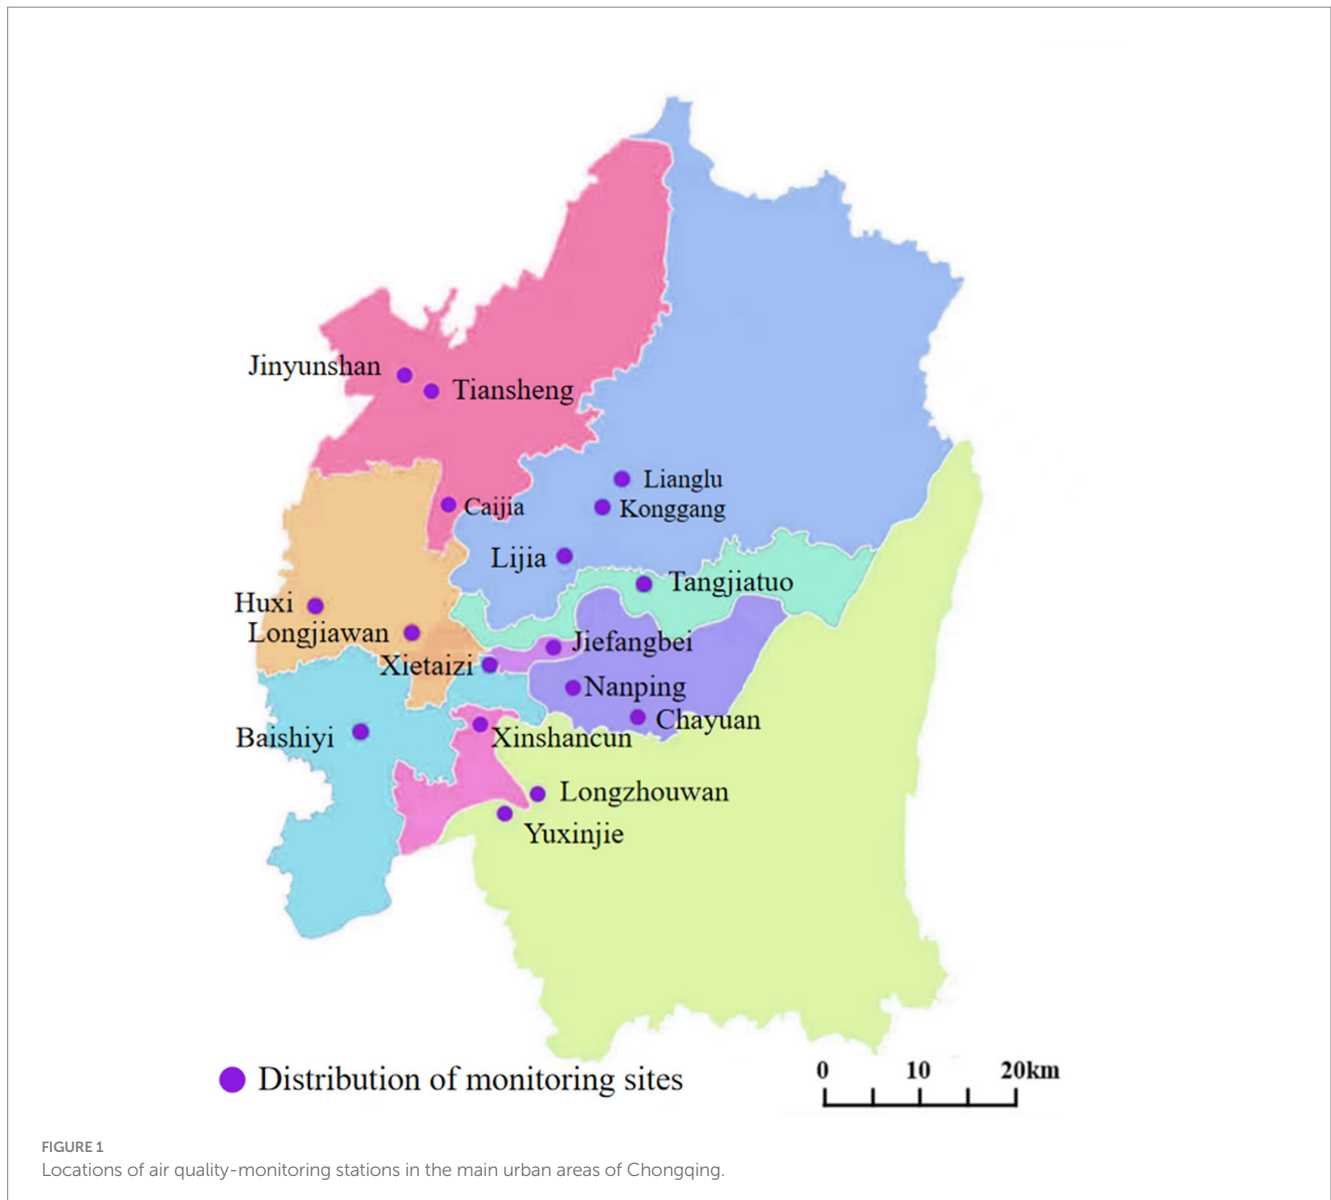 Jinyunshan
Tiansheng
Lianglu
Caijia
Konggang
Lijia
Tangjiatuo
Huxi
Longjiawan
Jiefangbei
Xietaizi
Nanping
Chayuan
Baishiyi
Xinshancun
Longzhouwan
Yuxinjie
Distribution of monitoring sites
0 10 20km
FIGURE 1
Locations of air quality-monitoring stations in the main urban areas of Chongqing.